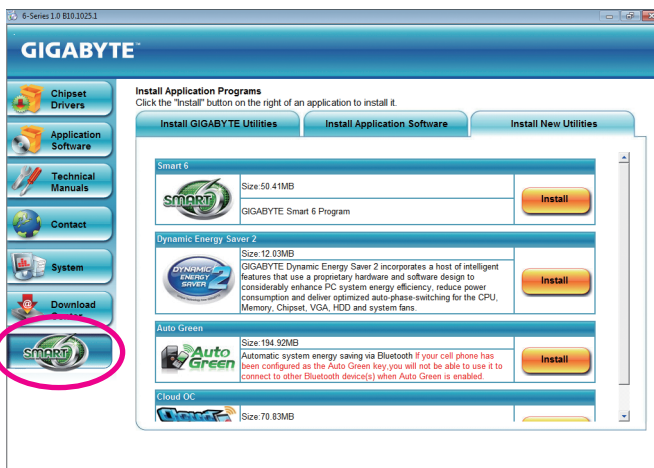 6-Series 1.0 B10.1025.1
GIGABYTE™
Chipset
Drivers
Application
Software
Technical
Manuals
Contact
System
Download
Center
SMART6
Install Application Programs
Click the "Install" button on the right of an application to install it.
Install GIGABYTE Utilities
Install Application Software
Install New Utilities
Smart 6
SMART6
Size:50.41MB
GIGABYTE Smart 6 Program
Install
Dynamic Energy Saver 2
DYNAMIC
ENERGY
SAVER 2
Size:12.03MB
GIGABYTE Dynamic Energy Saver 2 incorporates a host of intelligent
features that use a proprietary hardware and software design to
considerably enhance PC system energy efficiency, reduce power
consumption and deliver optimized auto-phase-switching for the CPU,
Memory, Chipset, VGA, HDD and system fans.
Install
Auto Green
Auto
Green
Size:194.92MB
Automatic system energy saving via Bluetooth If your cell phone has
been configured as the Auto Green key,you will not be able to use it to
connect to other Bluetooth device(s) when Auto Green is enabled.
Install
Cloud OC
Size:70.83MB